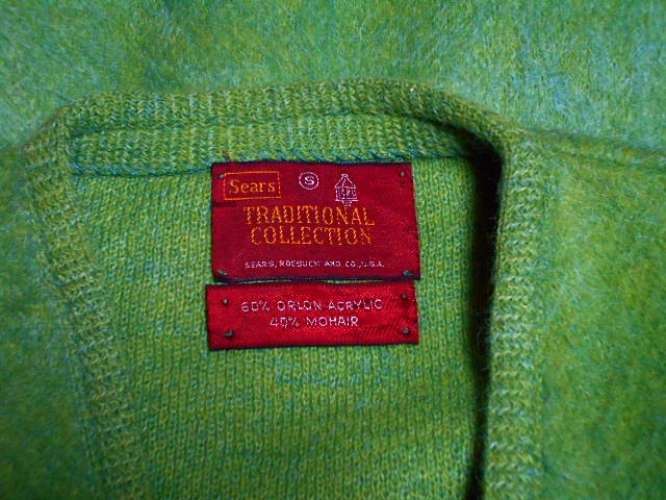 Sears
S
TRADITIONAL
COLLECTION
SEARS, ROEBUCK AND CO., U.S.A.
60% ORLON ACRYLIC
40% MOHAIR